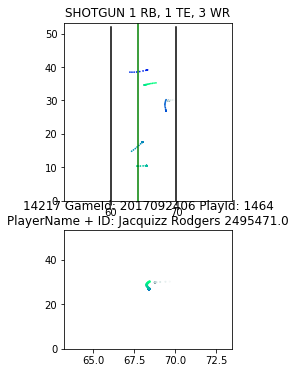 SHOTGUN 1 RB, 1 TE, 3 WR
50
40
30
20
10
0
60 70
14217 GameId: 2017092406 PlayId: 1464
PlayerName + ID: Jacquizz Rodgers 2495471.0
40
20
0
65.0 67.5 70.0 72.5